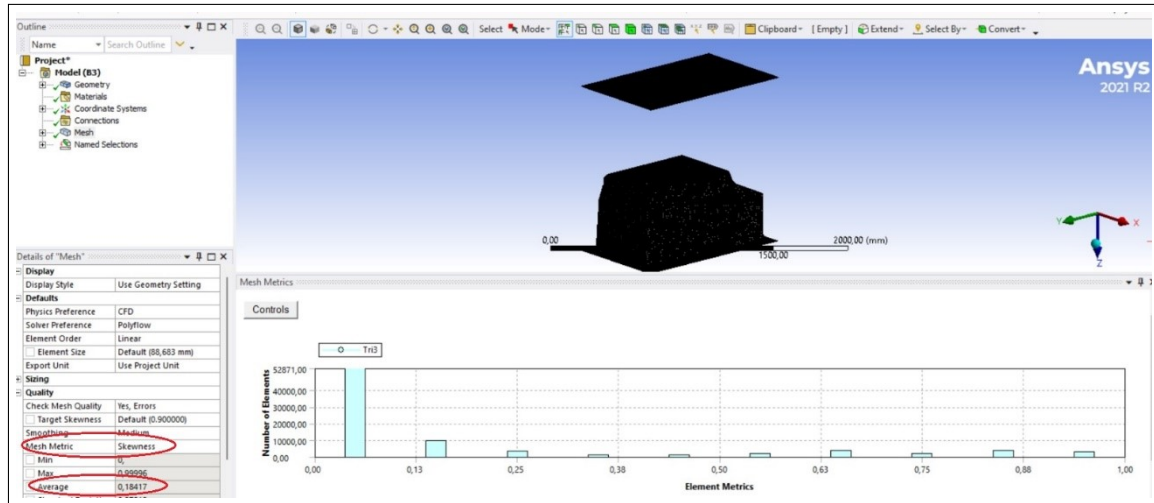 Outline
Name Search Outline
Project*
Model (B3)
Geometry
Materials
Coordinate Systems
Connections
Mesh
Named Selections
Select Mode Clipboard [ Empty ] Extend Select By Convert
Ansys
2021 R2
0,00 2000,00 (mm)
1500,00
Y X
Z
Details of "Mesh"
Display
Display Style Use Geometry Setting
Defaults
Physics Preference CFD
Solver Preference Polyflow
Element Order Linear
Element Size Default (88,683 mm)
Export Unit Use Project Unit
Sizing
Quality
Check Mesh Quality Yes, Errors
Target Skewness Default (0.900000)
Smoothing Medium
Mesh Metric Skewness
Min 0,
Max 0,99996
Average 0,18417
Mesh Metrics
Controls
Tri3
Number of Elements
52871,00
40000,00
30000,00
20000,00
10000,00
0,00
0,00 0,13 0,25 0,38 0,50 0,63 0,75 0,88 1,00
Element Metrics